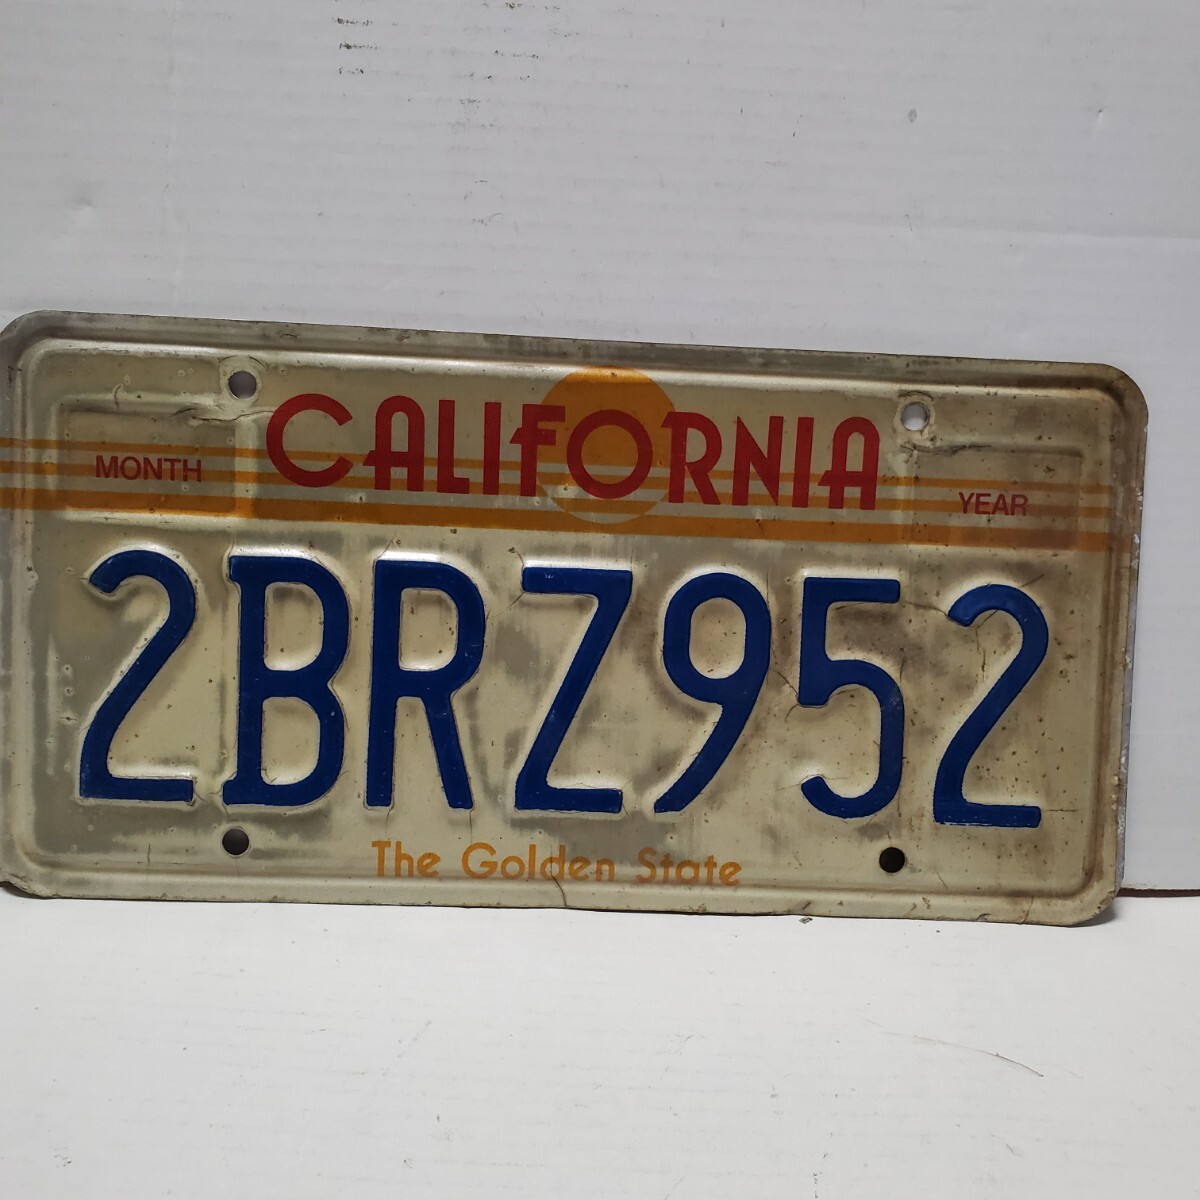 CALIFORNIA
MONTH
YEAR
2BRZ952
The Golden State